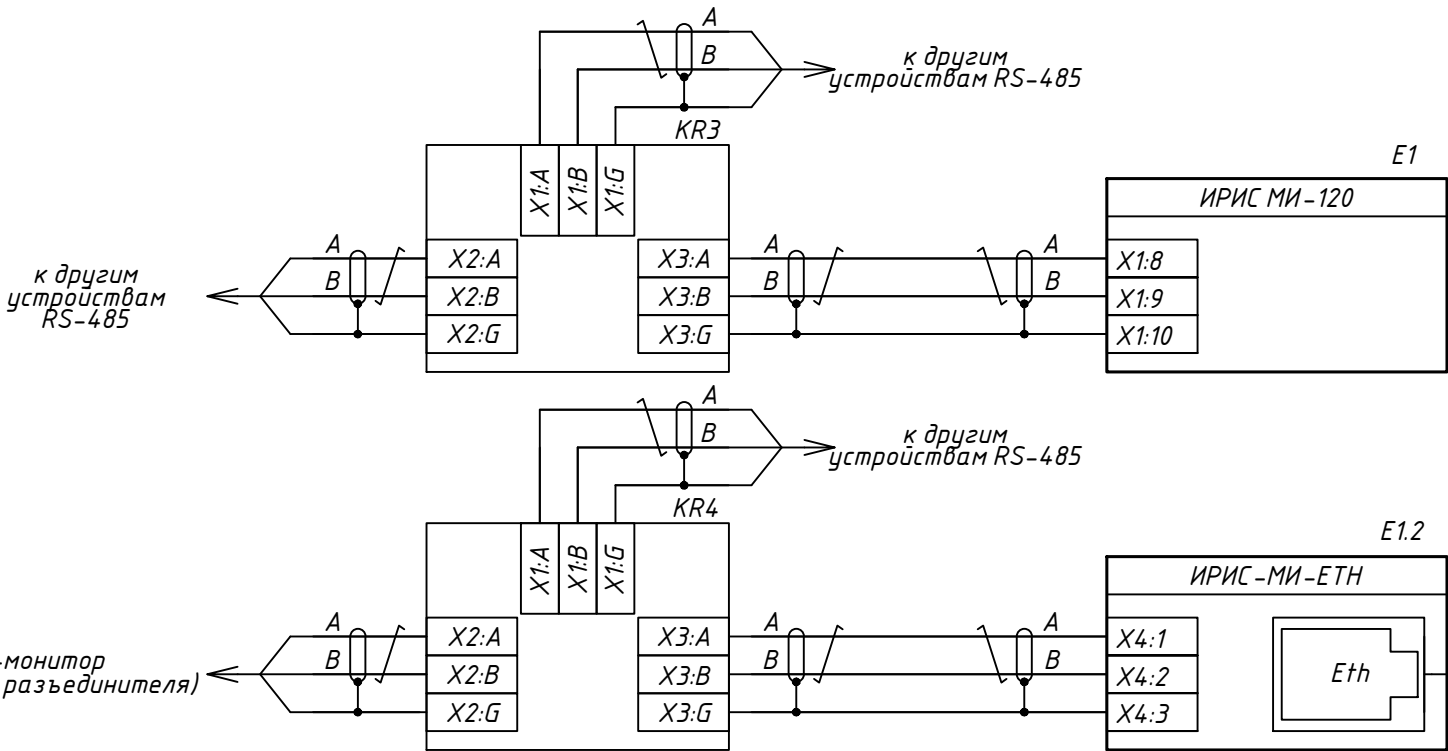 A
B
к другим
устройствам RS-485
KR3
X1:A
X1:B
X1:G
E1
ИРИС МИ-120
к другим
устройствам
RS-485
A
B
X2:A
X2:B
X2:G
X3:A
X3:B
X3:G
A
B
A
B
X1:8
X1:9
X1:10
A
B
к другим
устройствам RS-485
KR4
X1:A
X1:B
X1:G
E1.2
ИРИС-МИ-ETH
-монитор
разъединителя)
A
B
X2:A
X2:B
X2:G
X3:A
X3:B
X3:G
A
B
A
B
X4:1
X4:2
X4:3
Eth